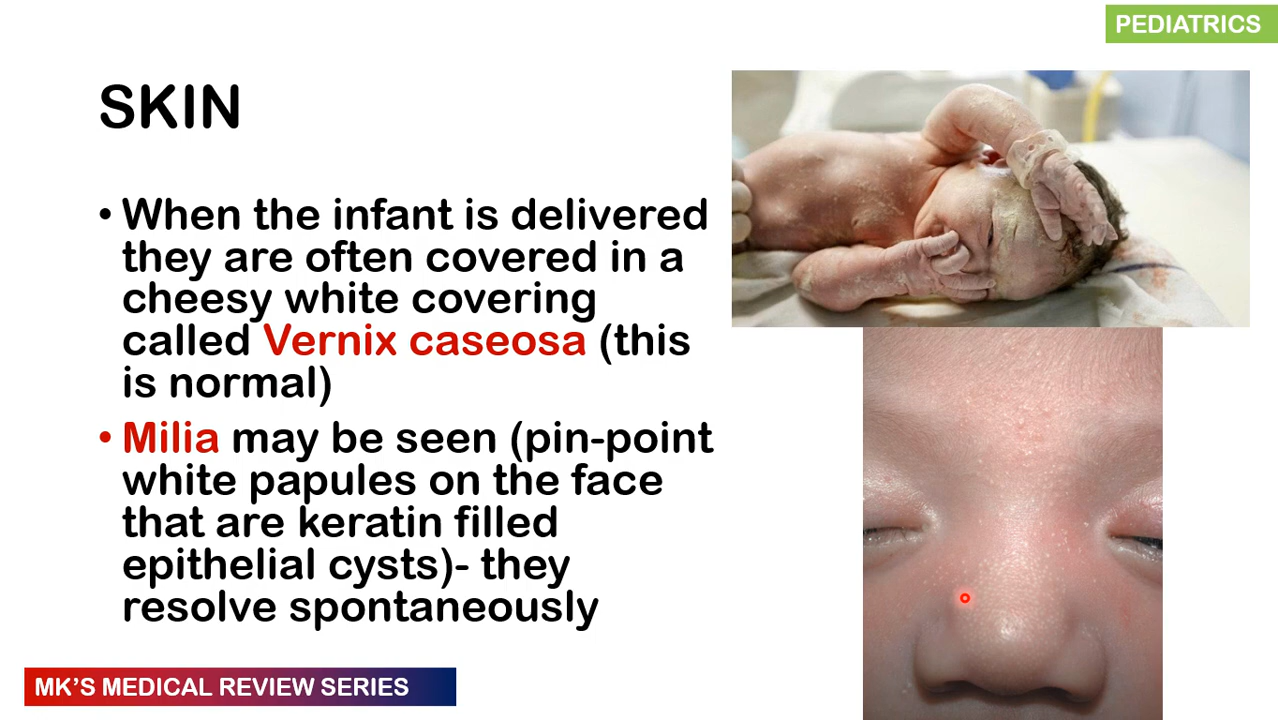 PEDIATRICS
SKIN
• When the infant is delivered
they are often covered in a
cheesy white covering
called Vernix caseosa (this
is normal)
• Milia may be seen (pin-point
white papules on the face
that are keratin filled
epithelial cysts)- they
resolve spontaneously
MK'S MEDICAL REVIEW SERIES